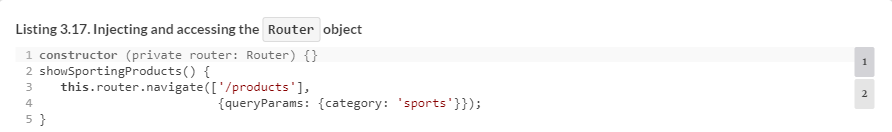 Listing 3.17. Injecting and accessing the Router object
1 constructor (private router: Router) {}
1
2 showSportingProducts() {
3 this.router.navigate(['/products'],
2
4 {queryParams: {category: 'sports'}});
5 }